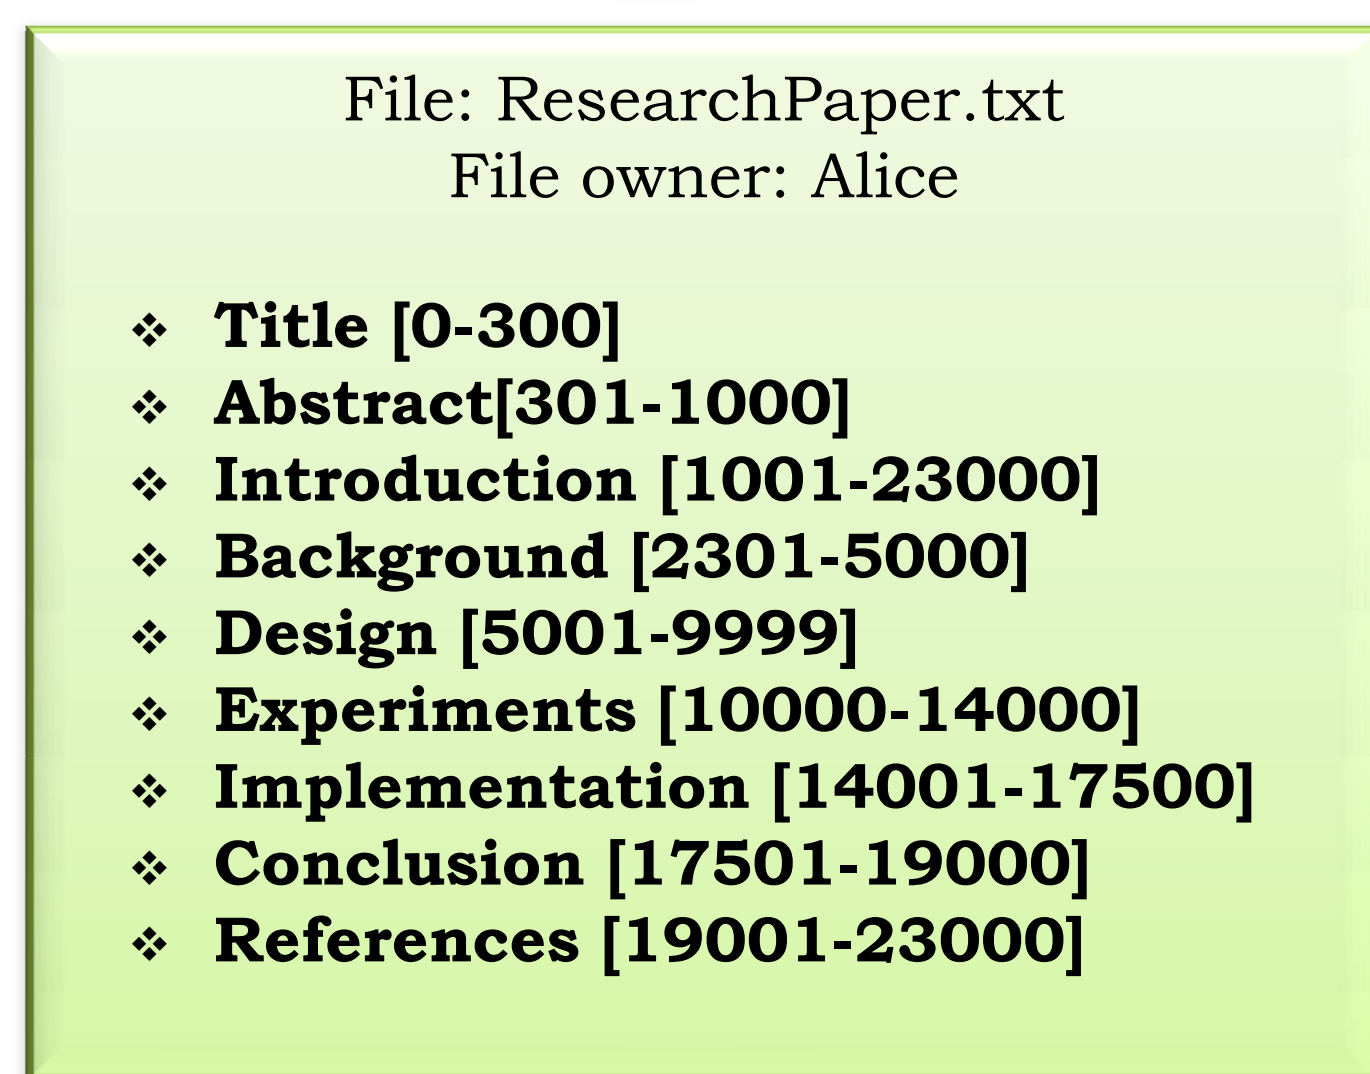 File: ResearchPaper.txt
File owner: Alice
❖ Title [0-300]
❖ Abstract[301-1000]
❖ Introduction [1001-23000]
❖ Background [2301-5000]
❖ Design [5001-9999]
❖ Experiments [10000-14000]
❖ Implementation [14001-17500]
❖ Conclusion [17501-19000]
❖ References [19001-23000]